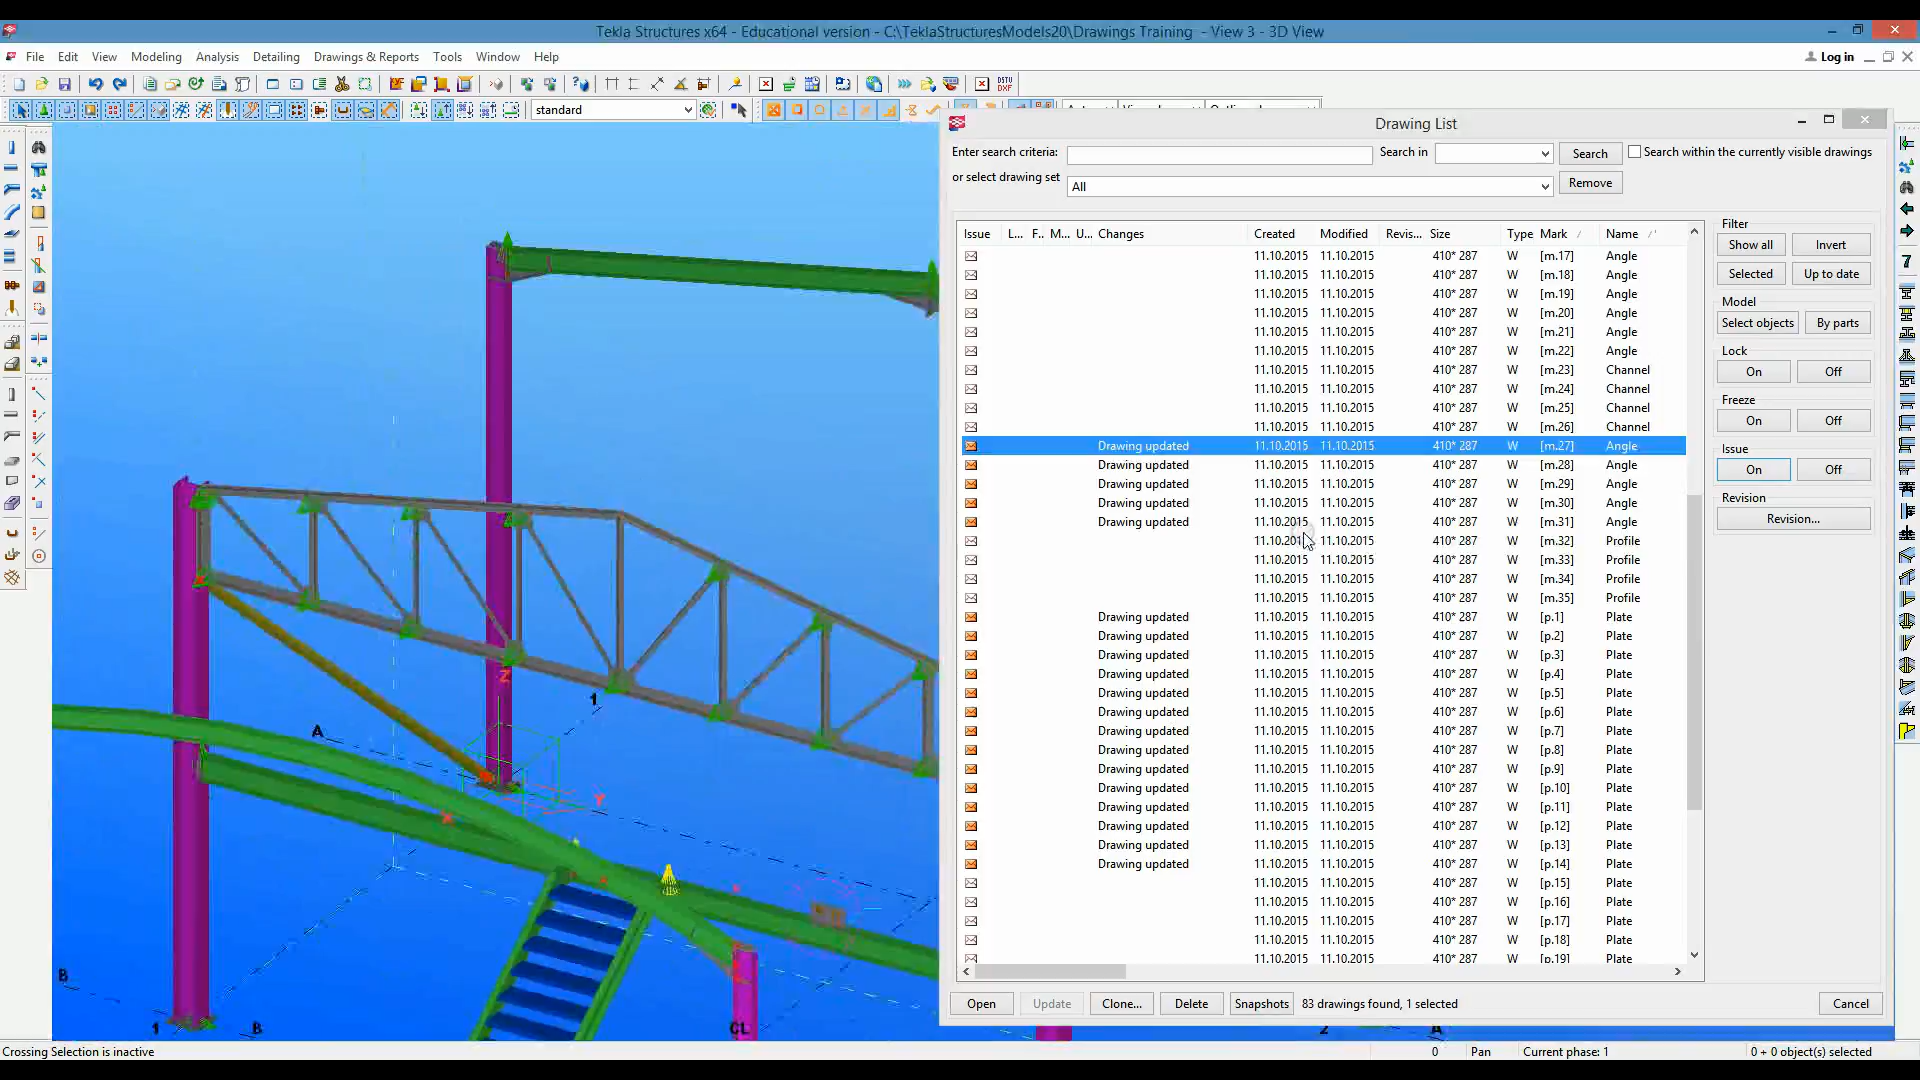 Tekla Structures x64 - Educational version - C:\TeklaStructuresModels20\Drawings Training - View 3 - 3D View
File Edit View Modeling Analysis Detailing Drawings & Reports Tools Window Help
Log in
DSTU
DXF
standard
Drawing List
Enter search criteria:
Search in
Search
Search within the currently visible drawings
or select drawing set
All
Remove
Issue L... F.. M... U... Changes Created Modified Revis... Size Type Mark Name
11.10.2015 11.10.2015 410* 287 W [m.17] Angle
11.10.2015 11.10.2015 410* 287 W [m.18] Angle
11.10.2015 11.10.2015 410* 287 W [m.19] Angle
11.10.2015 11.10.2015 410* 287 W [m.20] Angle
11.10.2015 11.10.2015 410* 287 W [m.21] Angle
11.10.2015 11.10.2015 410* 287 W [m.22] Angle
11.10.2015 11.10.2015 410* 287 W [m.23] Channel
11.10.2015 11.10.2015 410* 287 W [m.24] Channel
11.10.2015 11.10.2015 410* 287 W [m.25] Channel
11.10.2015 11.10.2015 410* 287 W [m.26] Channel
Drawing updated 11.10.2015 11.10.2015 410* 287 W [m.27] Angle
Drawing updated 11.10.2015 11.10.2015 410* 287 W [m.28] Angle
Drawing updated 11.10.2015 11.10.2015 410* 287 W [m.29] Angle
Drawing updated 11.10.2015 11.10.2015 410* 287 W [m.30] Angle
Drawing updated 11.10.2015 11.10.2015 410* 287 W [m.31] Angle
11.10.2015 11.10.2015 410* 287 W [m.32] Profile
11.10.2015 11.10.2015 410* 287 W [m.33] Profile
11.10.2015 11.10.2015 410* 287 W [m.34] Profile
11.10.2015 11.10.2015 410* 287 W [m.35] Profile
Drawing updated 11.10.2015 11.10.2015 410* 287 W [p.1] Plate
Drawing updated 11.10.2015 11.10.2015 410* 287 W [p.2] Plate
Drawing updated 11.10.2015 11.10.2015 410* 287 W [p.3] Plate
Drawing updated 11.10.2015 11.10.2015 410* 287 W [p.4] Plate
Drawing updated 11.10.2015 11.10.2015 410* 287 W [p.5] Plate
Drawing updated 11.10.2015 11.10.2015 410* 287 W [p.6] Plate
Drawing updated 11.10.2015 11.10.2015 410* 287 W [p.7] Plate
Drawing updated 11.10.2015 11.10.2015 410* 287 W [p.8] Plate
Drawing updated 11.10.2015 11.10.2015 410* 287 W [p.9] Plate
Drawing updated 11.10.2015 11.10.2015 410* 287 W [p.10] Plate
Drawing updated 11.10.2015 11.10.2015 410* 287 W [p.11] Plate
Drawing updated 11.10.2015 11.10.2015 410* 287 W [p.12] Plate
Drawing updated 11.10.2015 11.10.2015 410* 287 W [p.13] Plate
Drawing updated 11.10.2015 11.10.2015 410* 287 W [p.14] Plate
11.10.2015 11.10.2015 410* 287 W [p.15] Plate
11.10.2015 11.10.2015 410* 287 W [p.16] Plate
11.10.2015 11.10.2015 410* 287 W [p.17] Plate
11.10.2015 11.10.2015 410* 287 W [p.18] Plate
11.10.2015 11.10.2015 410* 287 W [p.19] Plate
Filter
Show all Invert
Selected Up to date
Model
Select objects By parts
Lock
On Off
Freeze
On Off
Issue
On Off
Revision
Revision...
Open Update Clone... Delete Snapshots 83 drawings found, 1 selected Cancel
Z
1
A
Y
X
B
1 B CL 2 A
Crossing Selection is inactive 0 Pan Current phase: 1 0 + 0 object(s) selected